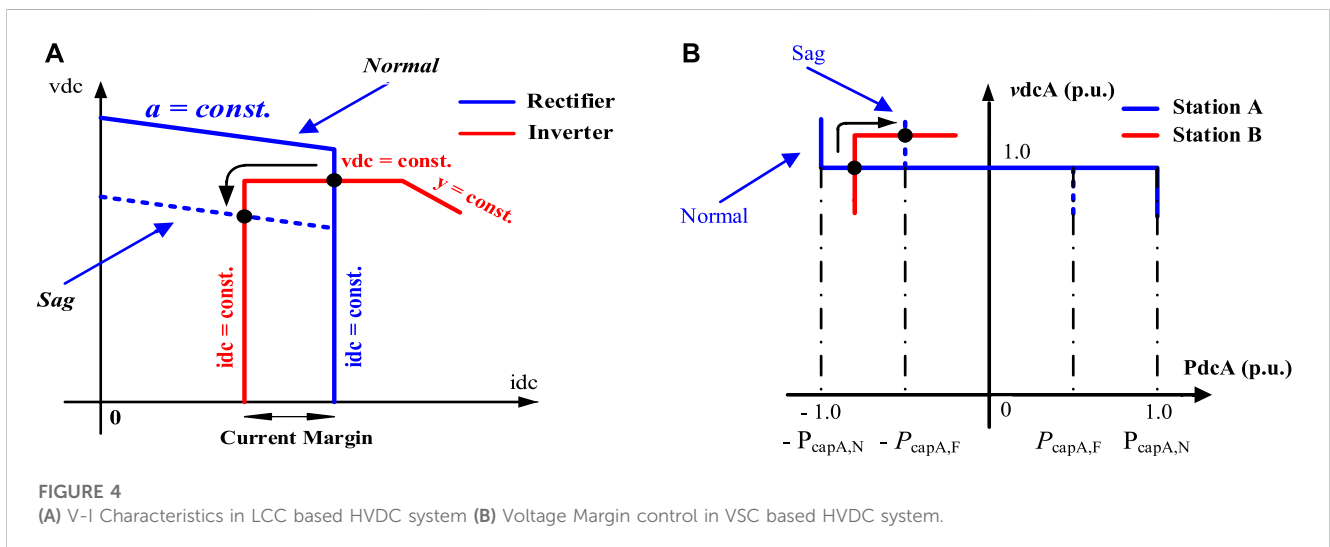 A
vdc
Normal
a = const.
Rectifier
Inverter
vdc = const.
y = const.
Sag
idc = const.
idc = const.
idc
0
Current Margin
B
Sag
vdcA (p.u.)
Station A
Station B
1.0
Normal
PdcA (p.u.)
- 1.0
0
1.0
- PcapA,N
- PcapA,F
PcapA,F
PcapA,N
FIGURE 4
(A) V-I Characteristics in LCC based HVDC system (B) Voltage Margin control in VSC based HVDC system.